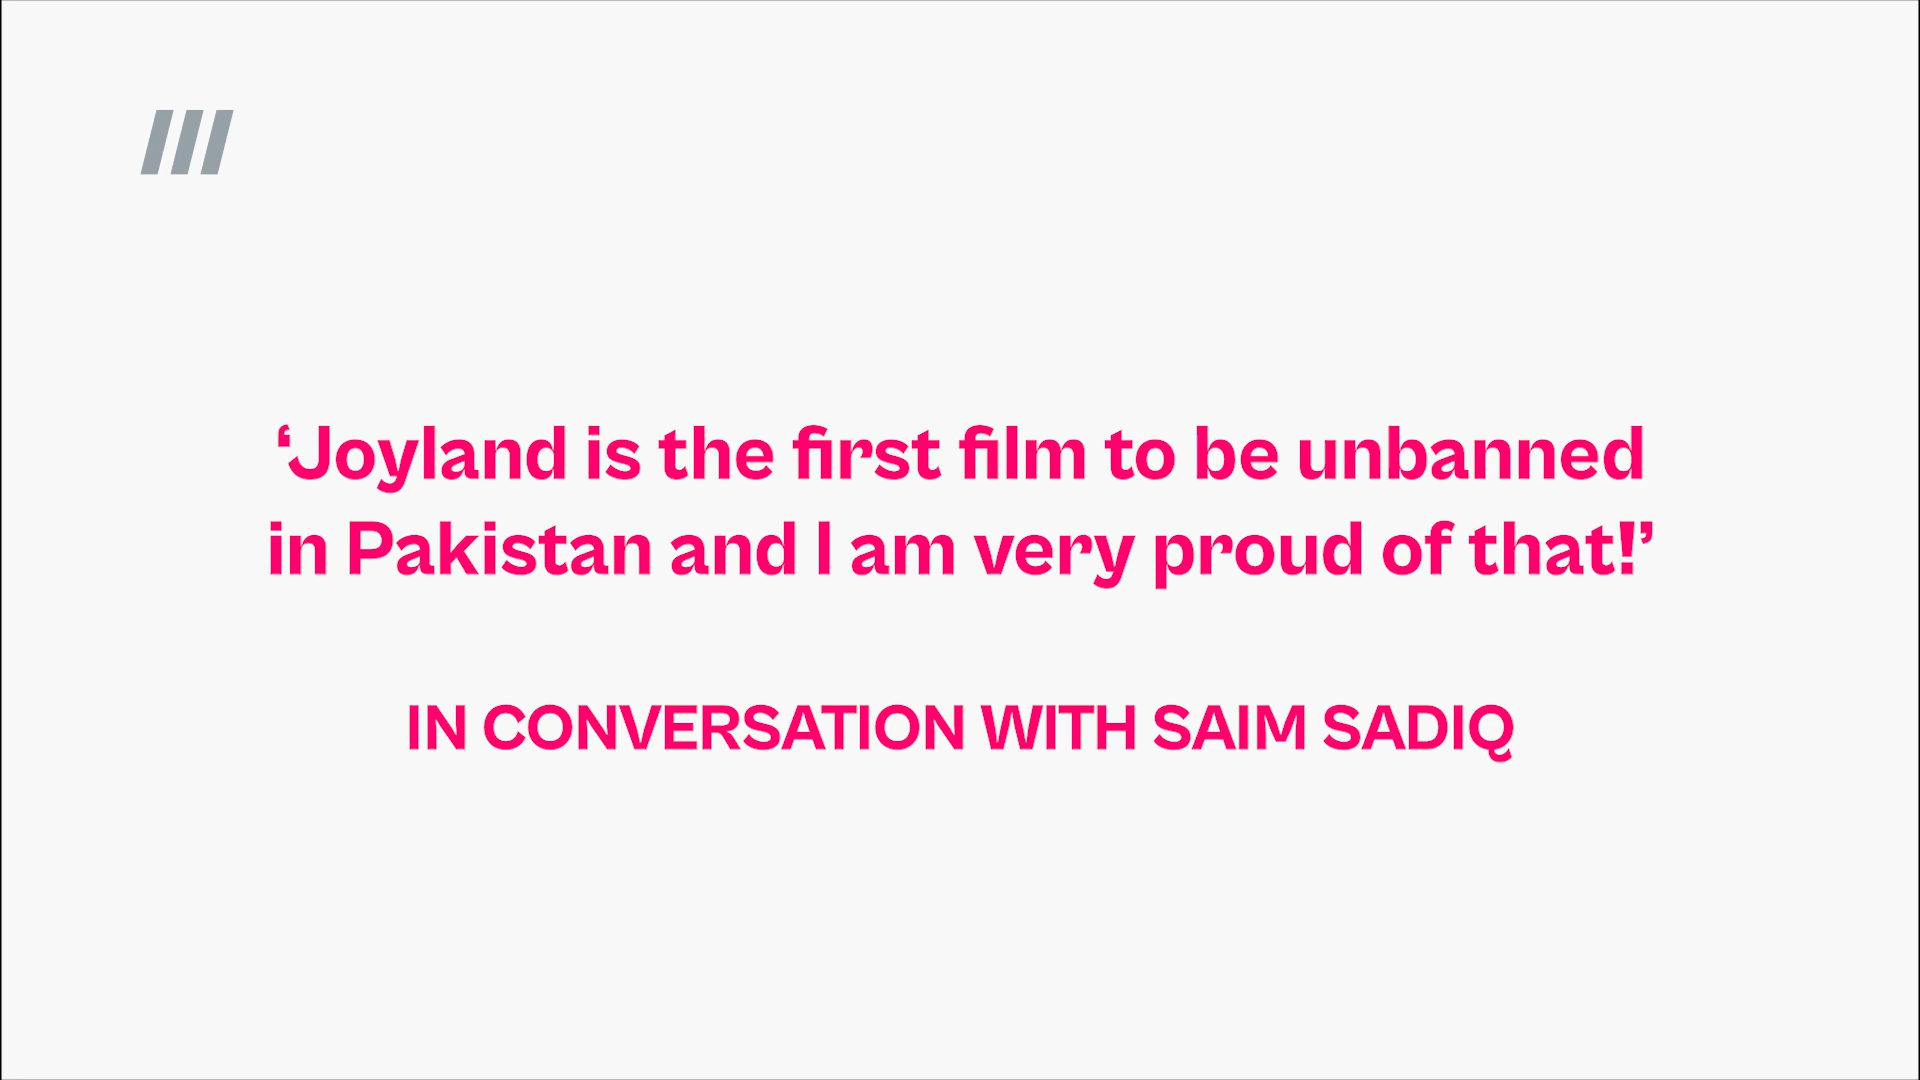 ‘Joyland is the first film to be unbanned
in Pakistan and I am very proud of that!’
IN CONVERSATION WITH SAIM SADIQ